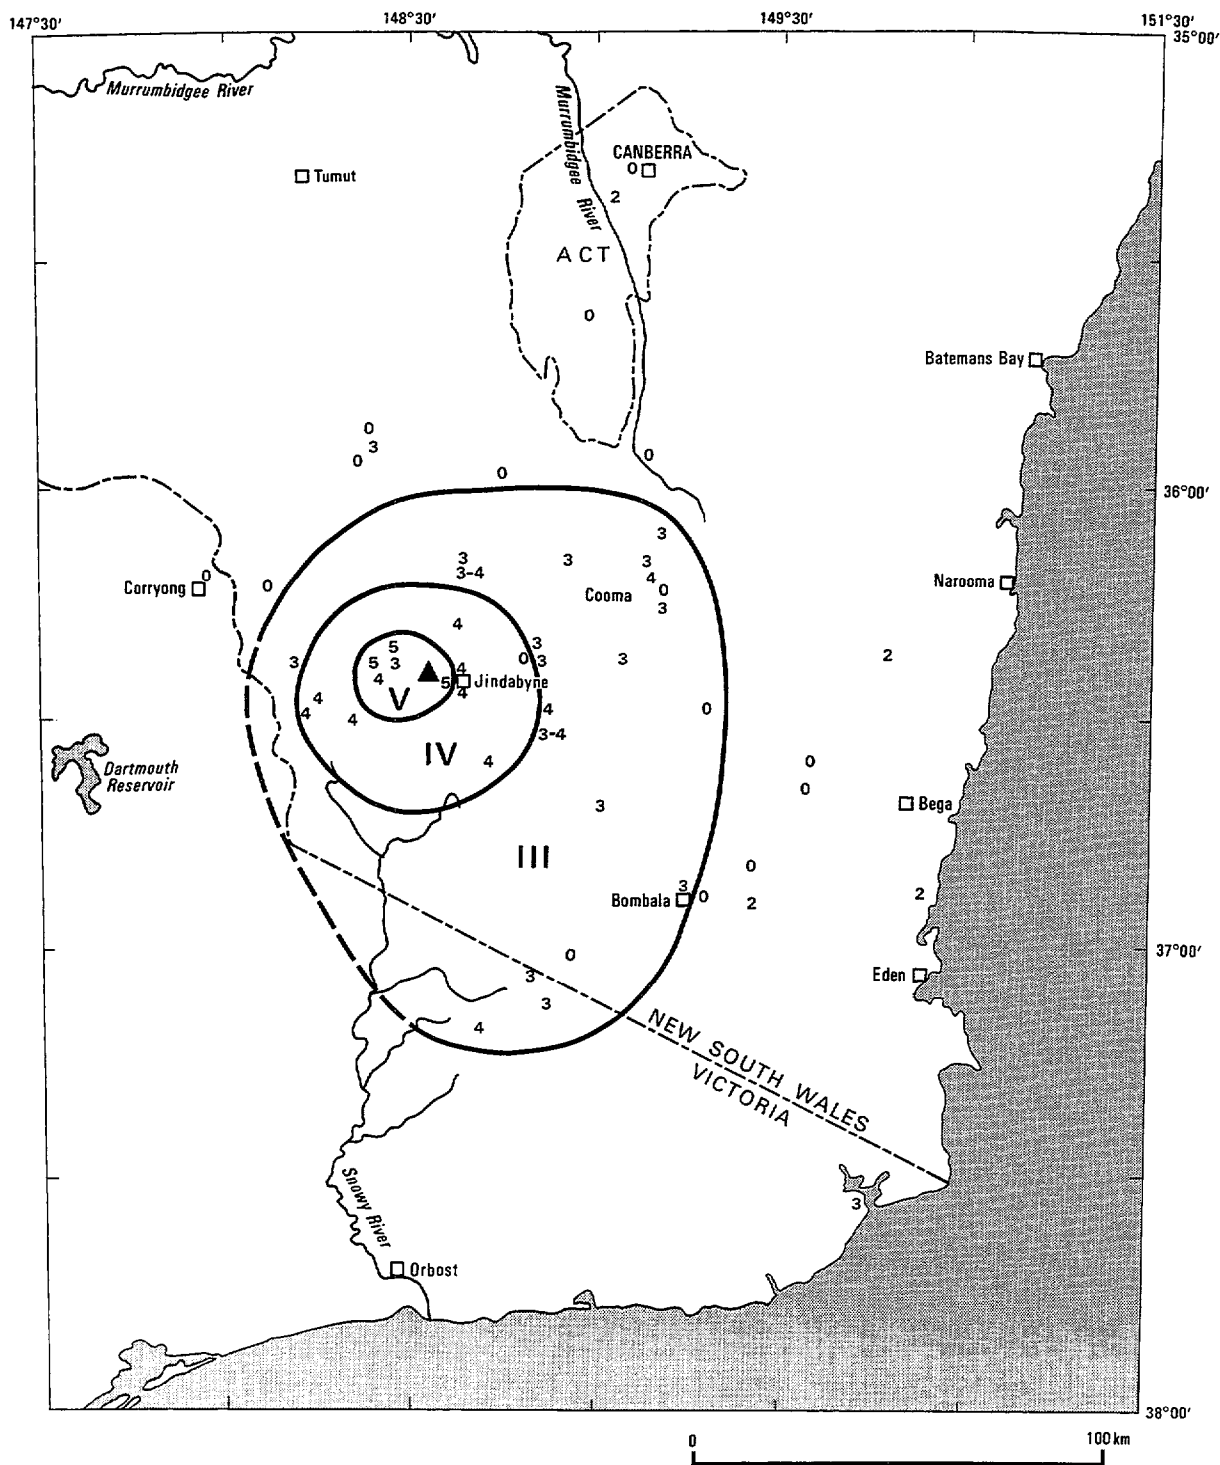 147°30' 148°30' 149°30' 151°30'
35°00'
Murrumbidgee River
Murrumbidgee
River
CANBERRA
0
Tumut
2
ACT
0
Batemans Bay
0
3
0
0
0
36°00'
3
3
3-4
3
3
4
0
3
Cooma
Corryong
0
0
Narooma
4
5
5 3
4
5
4
4
Jindabyne
3
0 3
3
3
2
4
4
4
V
4
3-4
0
IV
4
Dartmouth
Reservoir
0
0
3
Bega
III
0
3
Bombala
0
2
2
0
37°00'
3
Eden
3
4
NEW SOUTH WALES
VICTORIA
Snowy River
3
Orbost
38°00'
0 100 km